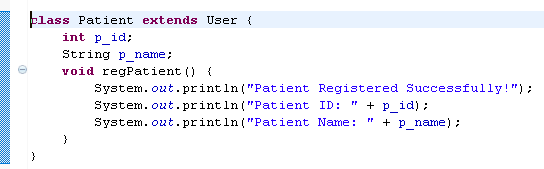 class Patient extends User {
    int p_id;
    String p_name;
    void regPatient() {
        System.out.println("Patient Registered Successfully!");
        System.out.println("Patient ID: " + p_id);
        System.out.println("Patient Name: " + p_name);
    }
}